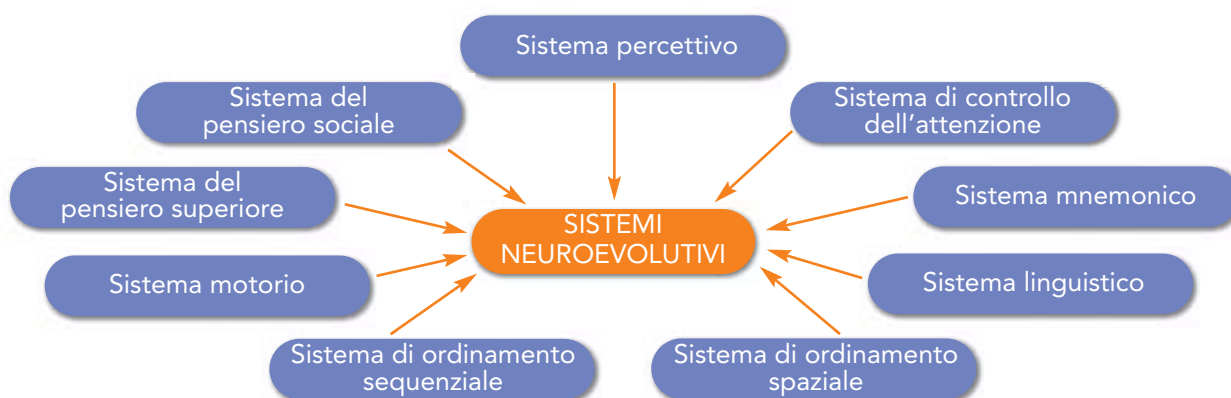 Sistema percettivo
Sistema del
pensiero sociale
Sistema di controllo
dell’attenzione
Sistema del
pensiero superiore
Sistema mnemonico
SISTEMI
NEUROEVOLUTIVI
Sistema motorio
Sistema linguistico
Sistema di ordinamento
sequenziale
Sistema di ordinamento
spaziale